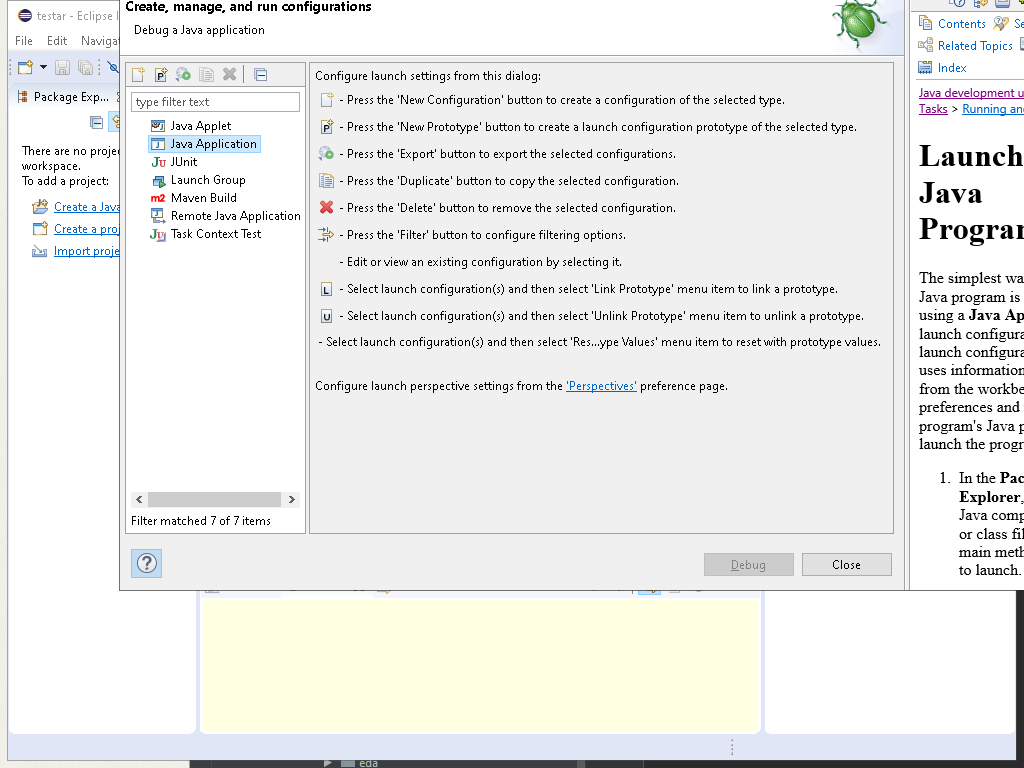 testar - Eclipse
File Edit Naviga
Package Exp...
There are no proje
workspace.
To add a project:
Create a Java
Create a proj
Import proje
Create, manage, and run configurations
Debug a Java application
type filter text
Java Applet
Java Application
JUnit
Launch Group
Maven Build
Remote Java Application
Task Context Test
Filter matched 7 of 7 items
Configure launch settings from this dialog:
- Press the 'New Configuration' button to create a configuration of the selected type.
- Press the 'New Prototype' button to create a launch configuration prototype of the selected type.
- Press the 'Export' button to export the selected configurations.
- Press the 'Duplicate' button to copy the selected configuration.
- Press the 'Delete' button to remove the selected configuration.
- Press the 'Filter' button to configure filtering options.
- Edit or view an existing configuration by selecting it.
- Select launch configuration(s) and then select 'Link Prototype' menu item to link a prototype.
- Select launch configuration(s) and then select 'Unlink Prototype' menu item to unlink a prototype.
- Select launch configuration(s) and then select 'Res...ype Values' menu item to reset with prototype values.
Configure launch perspective settings from the 'Perspectives' preference page.
Debug
Close
Contents Se
Related Topics
Index
Java development u
Tasks > Running and
Launch
Java
Progra
The simplest wa
Java program is
using a Java Ap
launch configura
launch configura
uses information
from the workbe
preferences and
program's Java p
launch the progr
1. In the Pac
Explorer,
Java comp
or class fil
main meth
to launch.
eda